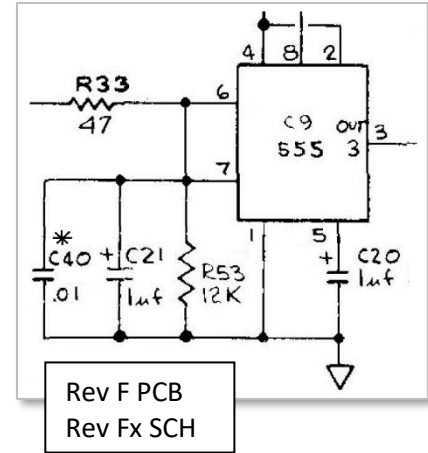 4 8 2
R33
47
6
C9
555
OUT
3
3
7
*
C40
.01
+ C21
1uf
R53
12K
1 5
+ C20
1uf
Rev F PCB
Rev Fx SCH